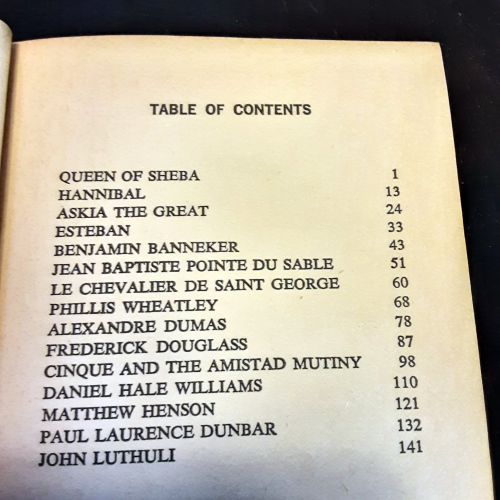 TABLE OF CONTENTS
QUEEN OF SHEBA 1
HANNIBAL 13
ASKIA THE GREAT 24
ESTEBAN 33
BENJAMIN BANNEKER 43
JEAN BAPTISTE POINTE DU SABLE 51
LE CHEVALIER DE SAINT GEORGE 60
PHILLIS WHEATLEY 68
ALEXANDRE DUMAS 78
FREDERICK DOUGLASS 87
CINQUE AND THE AMISTAD MUTINY 98
DANIEL HALE WILLIAMS 110
MATTHEW HENSON 121
PAUL LAURENCE DUNBAR 132
JOHN LUTHULI 141